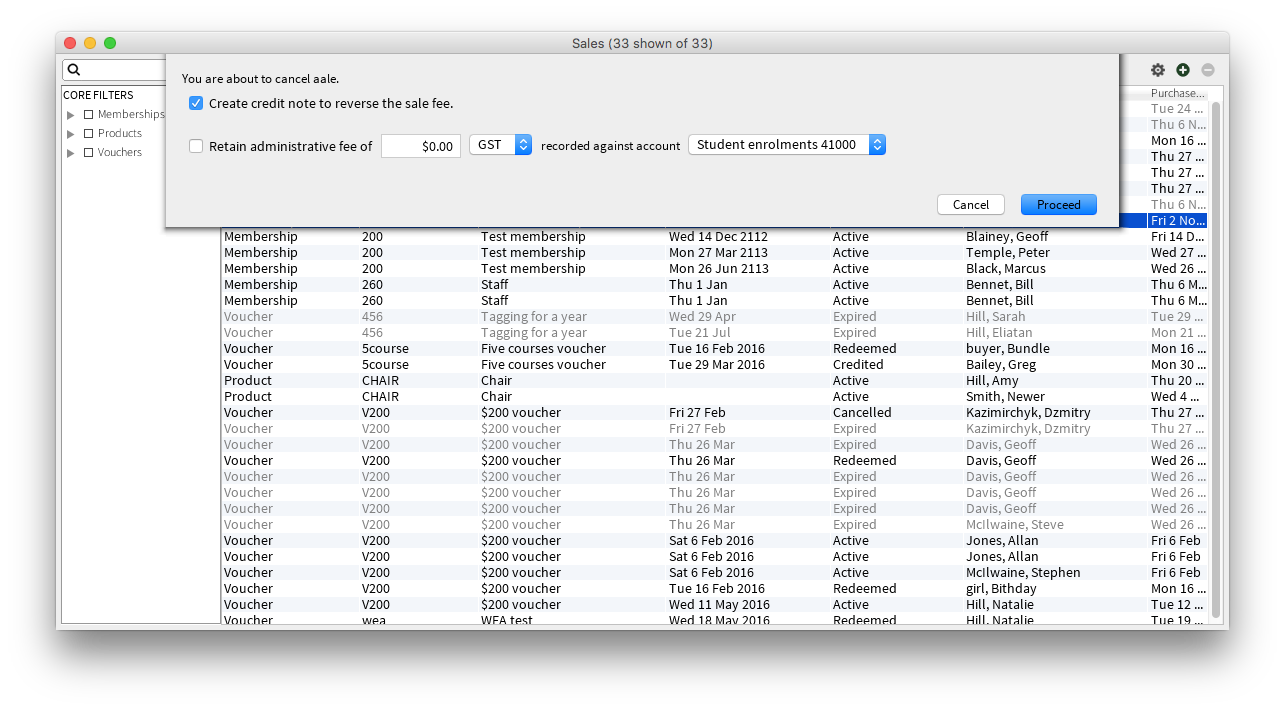 Sales (33 shown of 33)
You are about to cancel aale.
Create credit note to reverse the sale fee.
Retain administrative fee of $0.00 GST recorded against account Student enrolments 41000
Cancel Proceed
CORE FILTERS
Memberships
Products
Vouchers
Purchase...
Tue 24 ...
Thu 6 N...
Mon 16 ...
Thu 27 ...
Thu 27 ...
Thu 27 ...
Thu 6 N...
Fri 2 No...
Membership 200 Test membership Wed 14 Dec 2112 Active Blainey, Geoff Fri 14 D...
Membership 200 Test membership Mon 27 Mar 2113 Active Temple, Peter Wed 27 ...
Membership 200 Test membership Mon 26 Jun 2113 Active Black, Marcus Wed 26 ...
Membership 260 Staff Thu 1 Jan Active Bennet, Bill Thu 6 M...
Membership 260 Staff Thu 1 Jan Active Bennet, Bill Thu 6 M...
Voucher 456 Tagging for a year Wed 29 Apr Expired Hill, Sarah Tue 29 ...
Voucher 456 Tagging for a year Tue 21 Jul Expired Hill, Eliatan Mon 21 ...
Voucher 5course Five courses voucher Tue 16 Feb 2016 Redeemed buyer, Bundle Mon 16 ...
Voucher 5course Five courses voucher Tue 29 Mar 2016 Credited Bailey, Greg Mon 30 ...
Product CHAIR Chair Active Hill, Amy Thu 20 ...
Product CHAIR Chair Active Smith, Newer Wed 4 ...
Voucher V200 $200 voucher Fri 27 Feb Cancelled Kazimirchyk, Dzmitry Thu 27 ...
Voucher V200 $200 voucher Fri 27 Feb Expired Kazimirchyk, Dzmitry Thu 27 ...
Voucher V200 $200 voucher Thu 26 Mar Expired Davis, Geoff Wed 26 ...
Voucher V200 $200 voucher Thu 26 Mar Redeemed Davis, Geoff Wed 26 ...
Voucher V200 $200 voucher Thu 26 Mar Expired Davis, Geoff Wed 26 ...
Voucher V200 $200 voucher Thu 26 Mar Expired Davis, Geoff Wed 26 ...
Voucher V200 $200 voucher Thu 26 Mar Expired Davis, Geoff Wed 26 ...
Voucher V200 $200 voucher Thu 26 Mar Expired McIlwaine, Steve Wed 26 ...
Voucher V200 $200 voucher Sat 6 Feb 2016 Active Jones, Allan Fri 6 Feb
Voucher V200 $200 voucher Sat 6 Feb 2016 Active Jones, Allan Fri 6 Feb
Voucher V200 $200 voucher Sat 6 Feb 2016 Active McIlwaine, Stephen Fri 6 Feb
Voucher V200 $200 voucher Tue 16 Feb 2016 Redeemed girl, Bithday Mon 16 ...
Voucher V200 $200 voucher Wed 11 May 2016 Active Hill, Natalie Tue 12 ...
Voucher wea WEA test Wed 18 May 2016 Redeemed Hill, Natalie Tue 19 ...